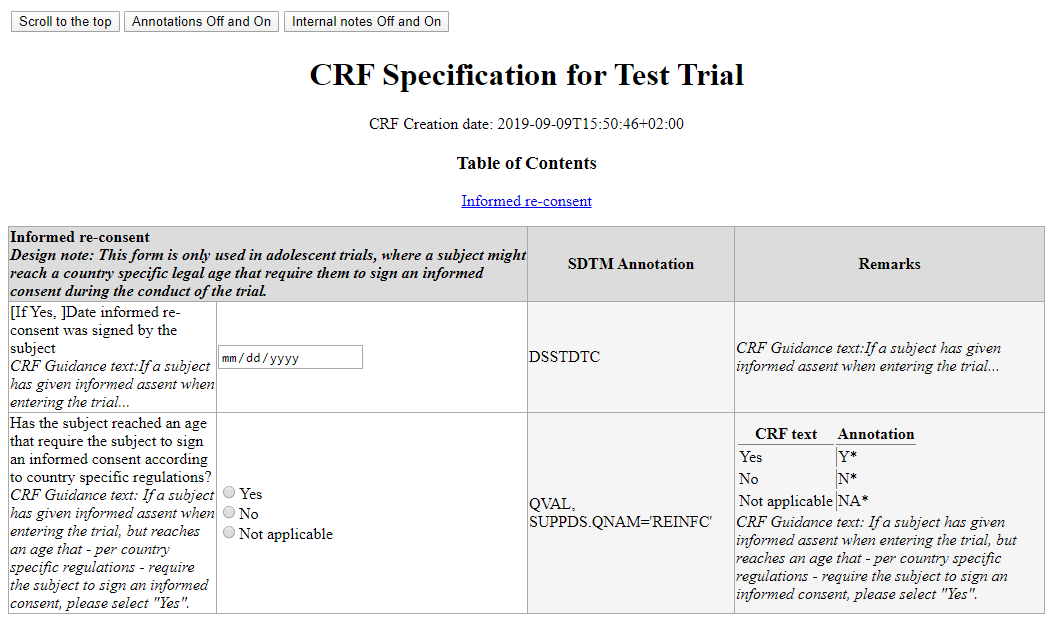 Scroll to the top Annotations Off and On Internal notes Off and On
CRF Specification for Test Trial
CRF Creation date: 2019-09-09T15:50:46+02:00
Table of Contents
Informed re-consent
Informed re-consent
Design note: This form is only used in adolescent trials, where a subject might
reach a country specific legal age that require them to sign an informed
consent during the conduct of the trial.
SDTM Annotation
Remarks
[If Yes, ]Date informed re-
consent was signed by the
subject
CRF Guidance text:If a subject
has given informed assent when
entering the trial...
mm/dd/yyyy
DSSTDTC
CRF Guidance text:If a subject has given
informed assent when entering the trial...
Has the subject reached an age
that require the subject to sign
an informed consent according
to country specific regulations?
CRF Guidance text: If a subject
has given informed assent when
entering the trial, but reaches
an age that - per country
specific regulations - require
the subject to sign an informed
consent, please select "Yes".
Yes
No
Not applicable
QVAL,
SUPPDS.QNAM='REINFC'
CRF text Annotation
Yes Y*
No N*
Not applicable NA*
CRF Guidance text: If a subject has given
informed assent when entering the trial, but
reaches an age that - per country specific
regulations - require the subject to sign an
informed consent, please select "Yes".